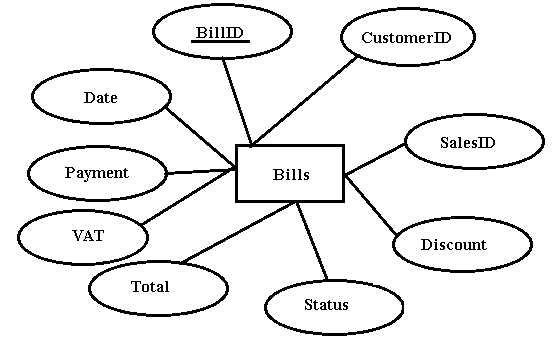 BillID
CustomerID
Date
SalesID
Payment
Bills
VAT
Discount
Total
Status